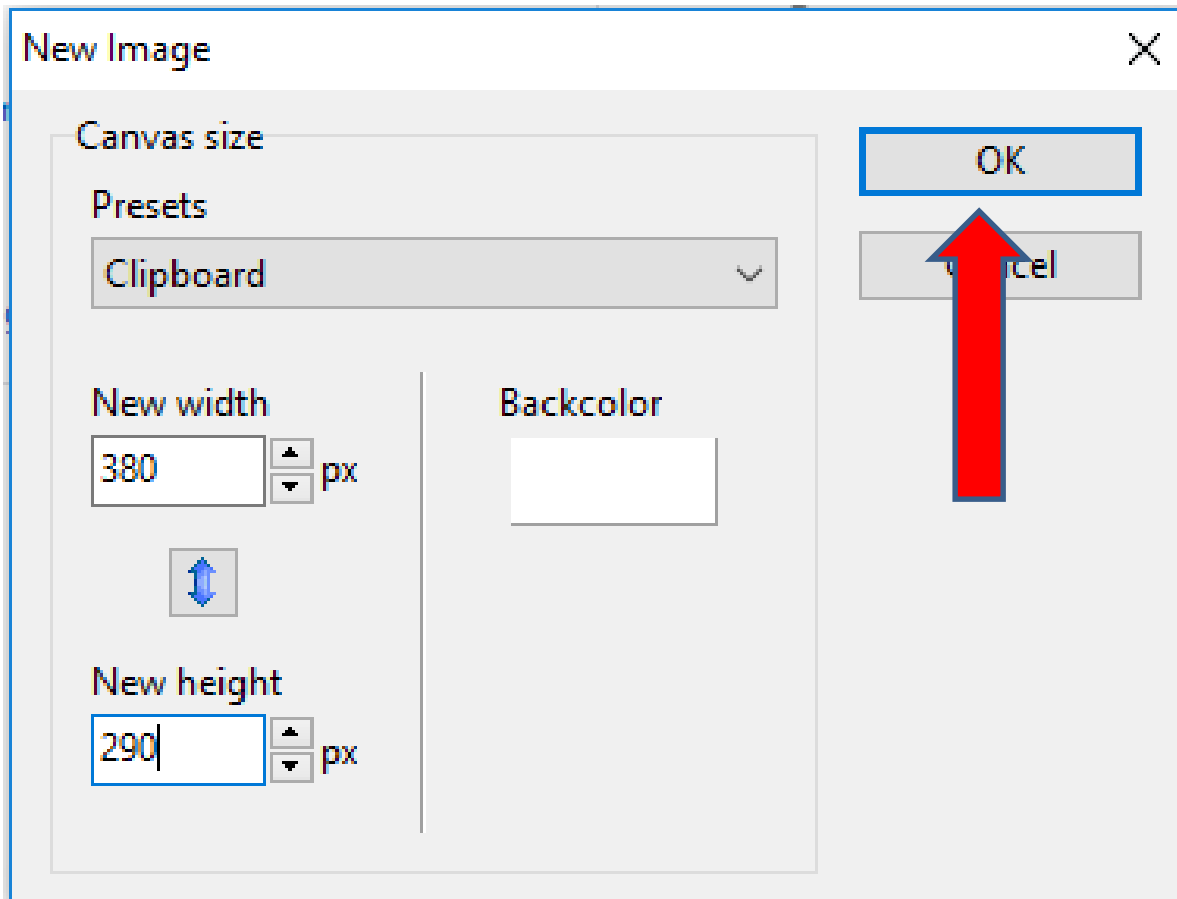 New Image
Canvas size
OK
Presets
Clipboard
New width
Backcolor
380
px
New height
290
px